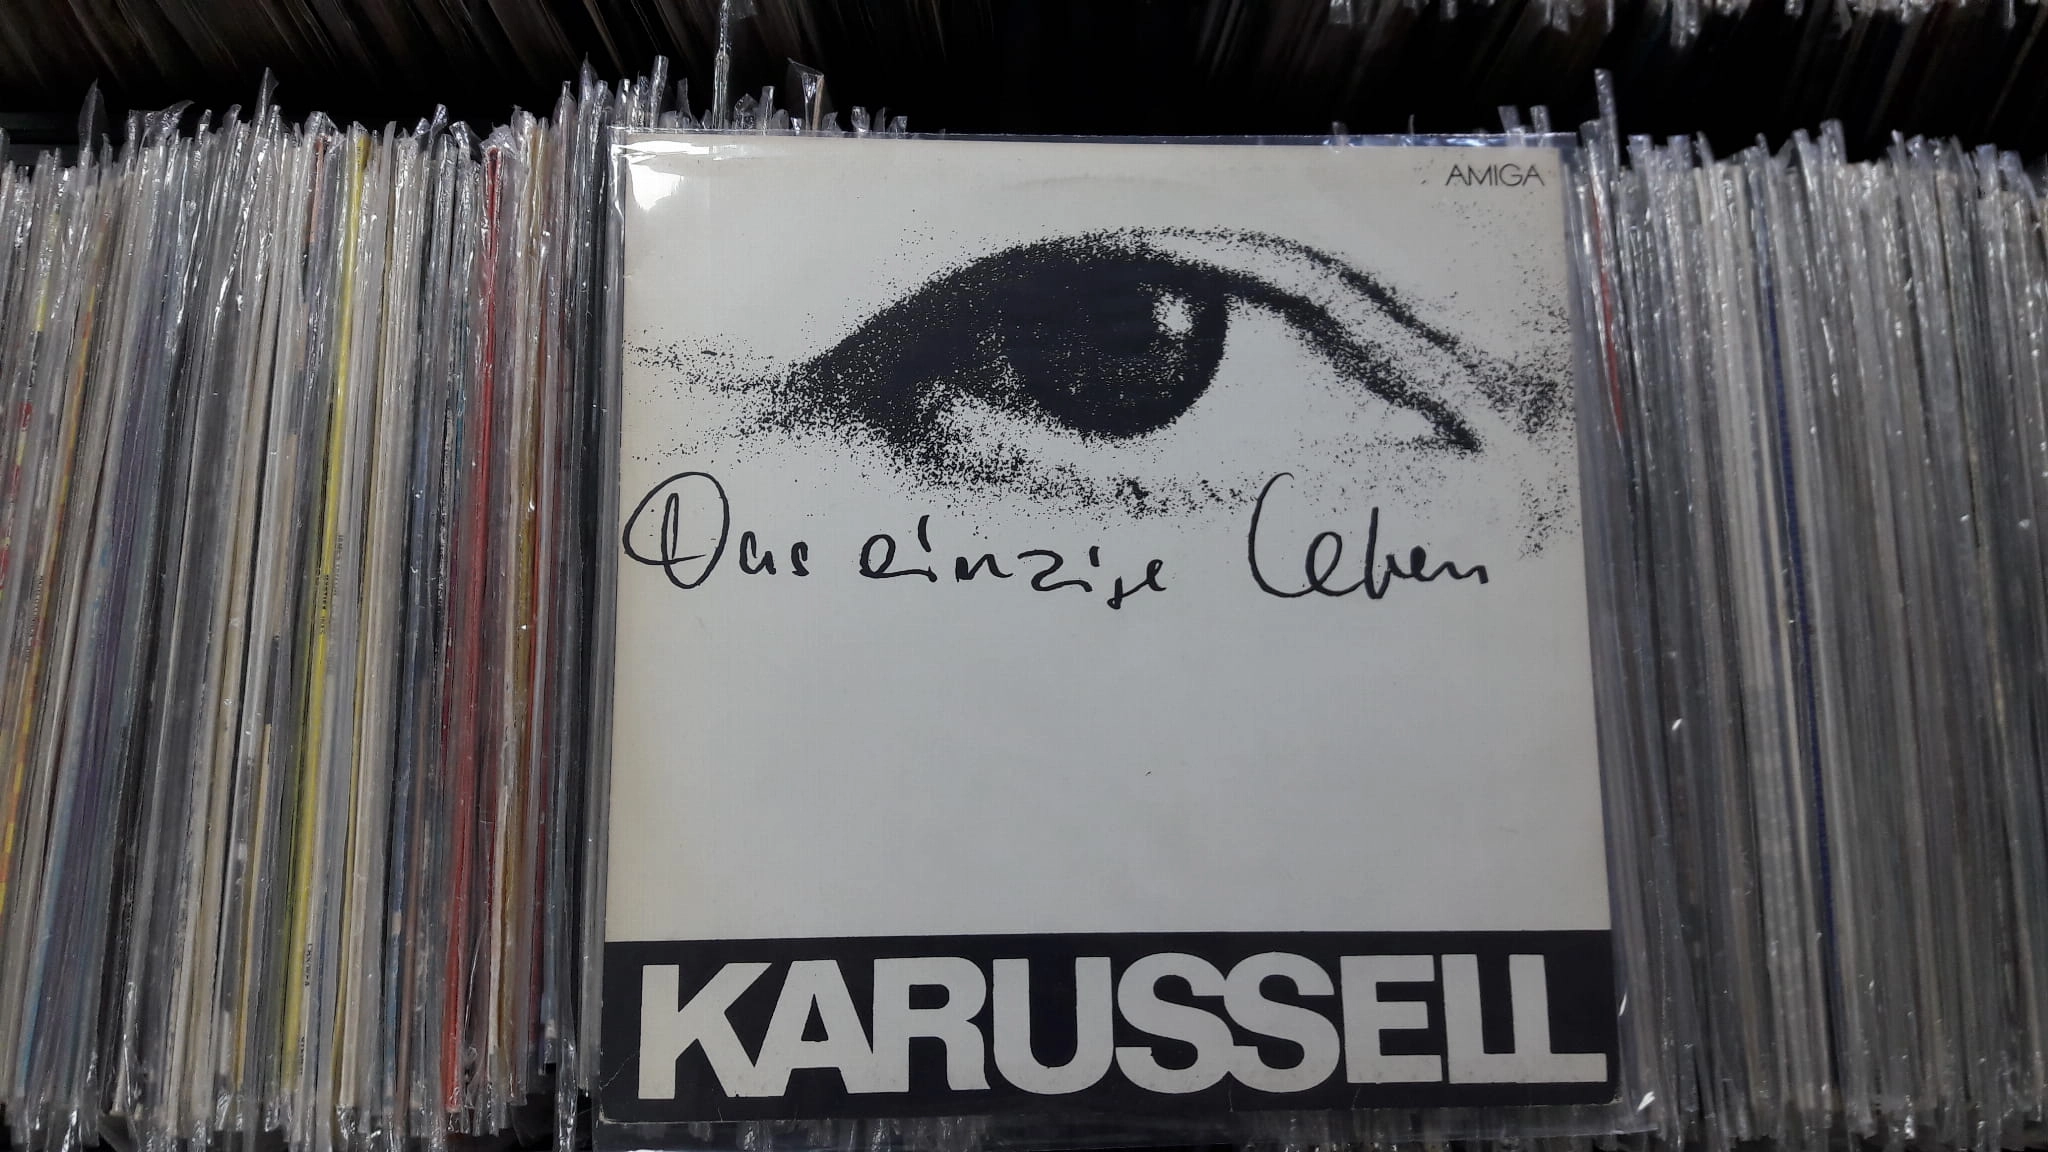 AMIGA
Das einzige Leben
KARUSSELL